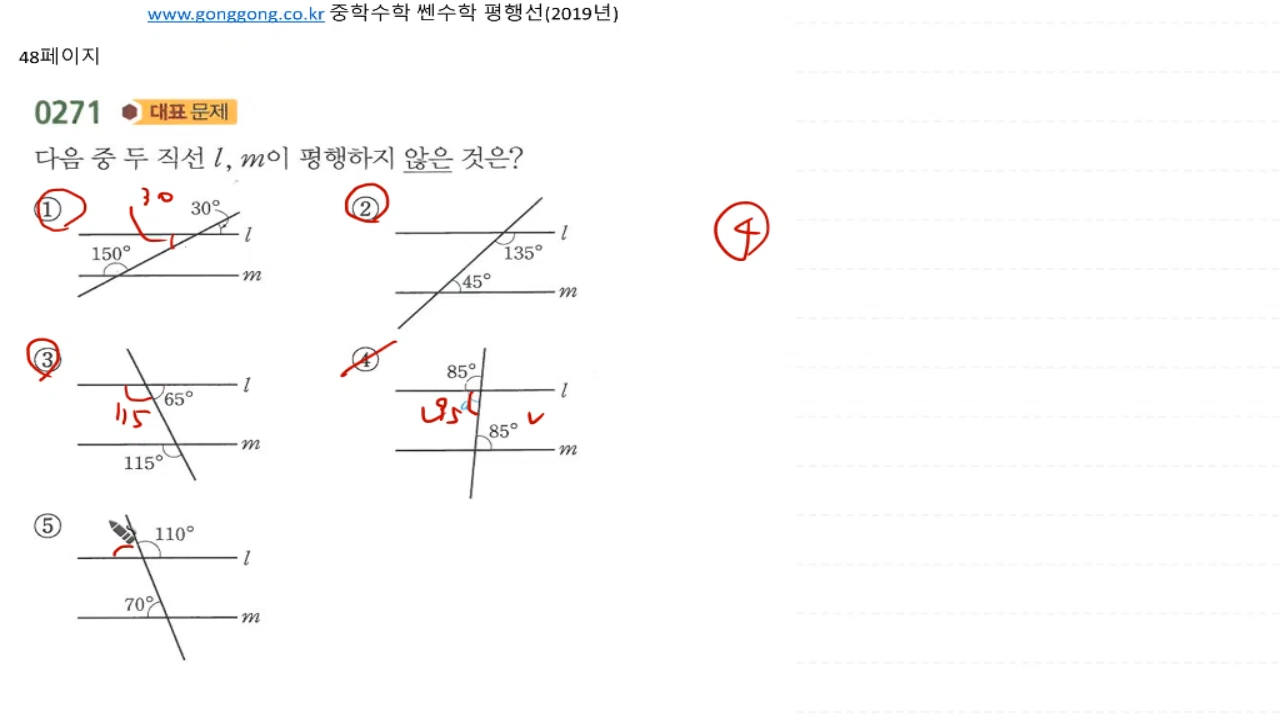 www.gonggong.co.kr 중학수학 쎈수학 평행선(2019년)
48페이지
0271 대표 문제
다음 중 두 직선 l, m이 평행하지 않은 것은?
① 30 30° l
150° m
② l
135°
45° m
④
③ l
65°
115
m
115°
④ 85° l
95
85°
m
⑤ 110°
l
70° m